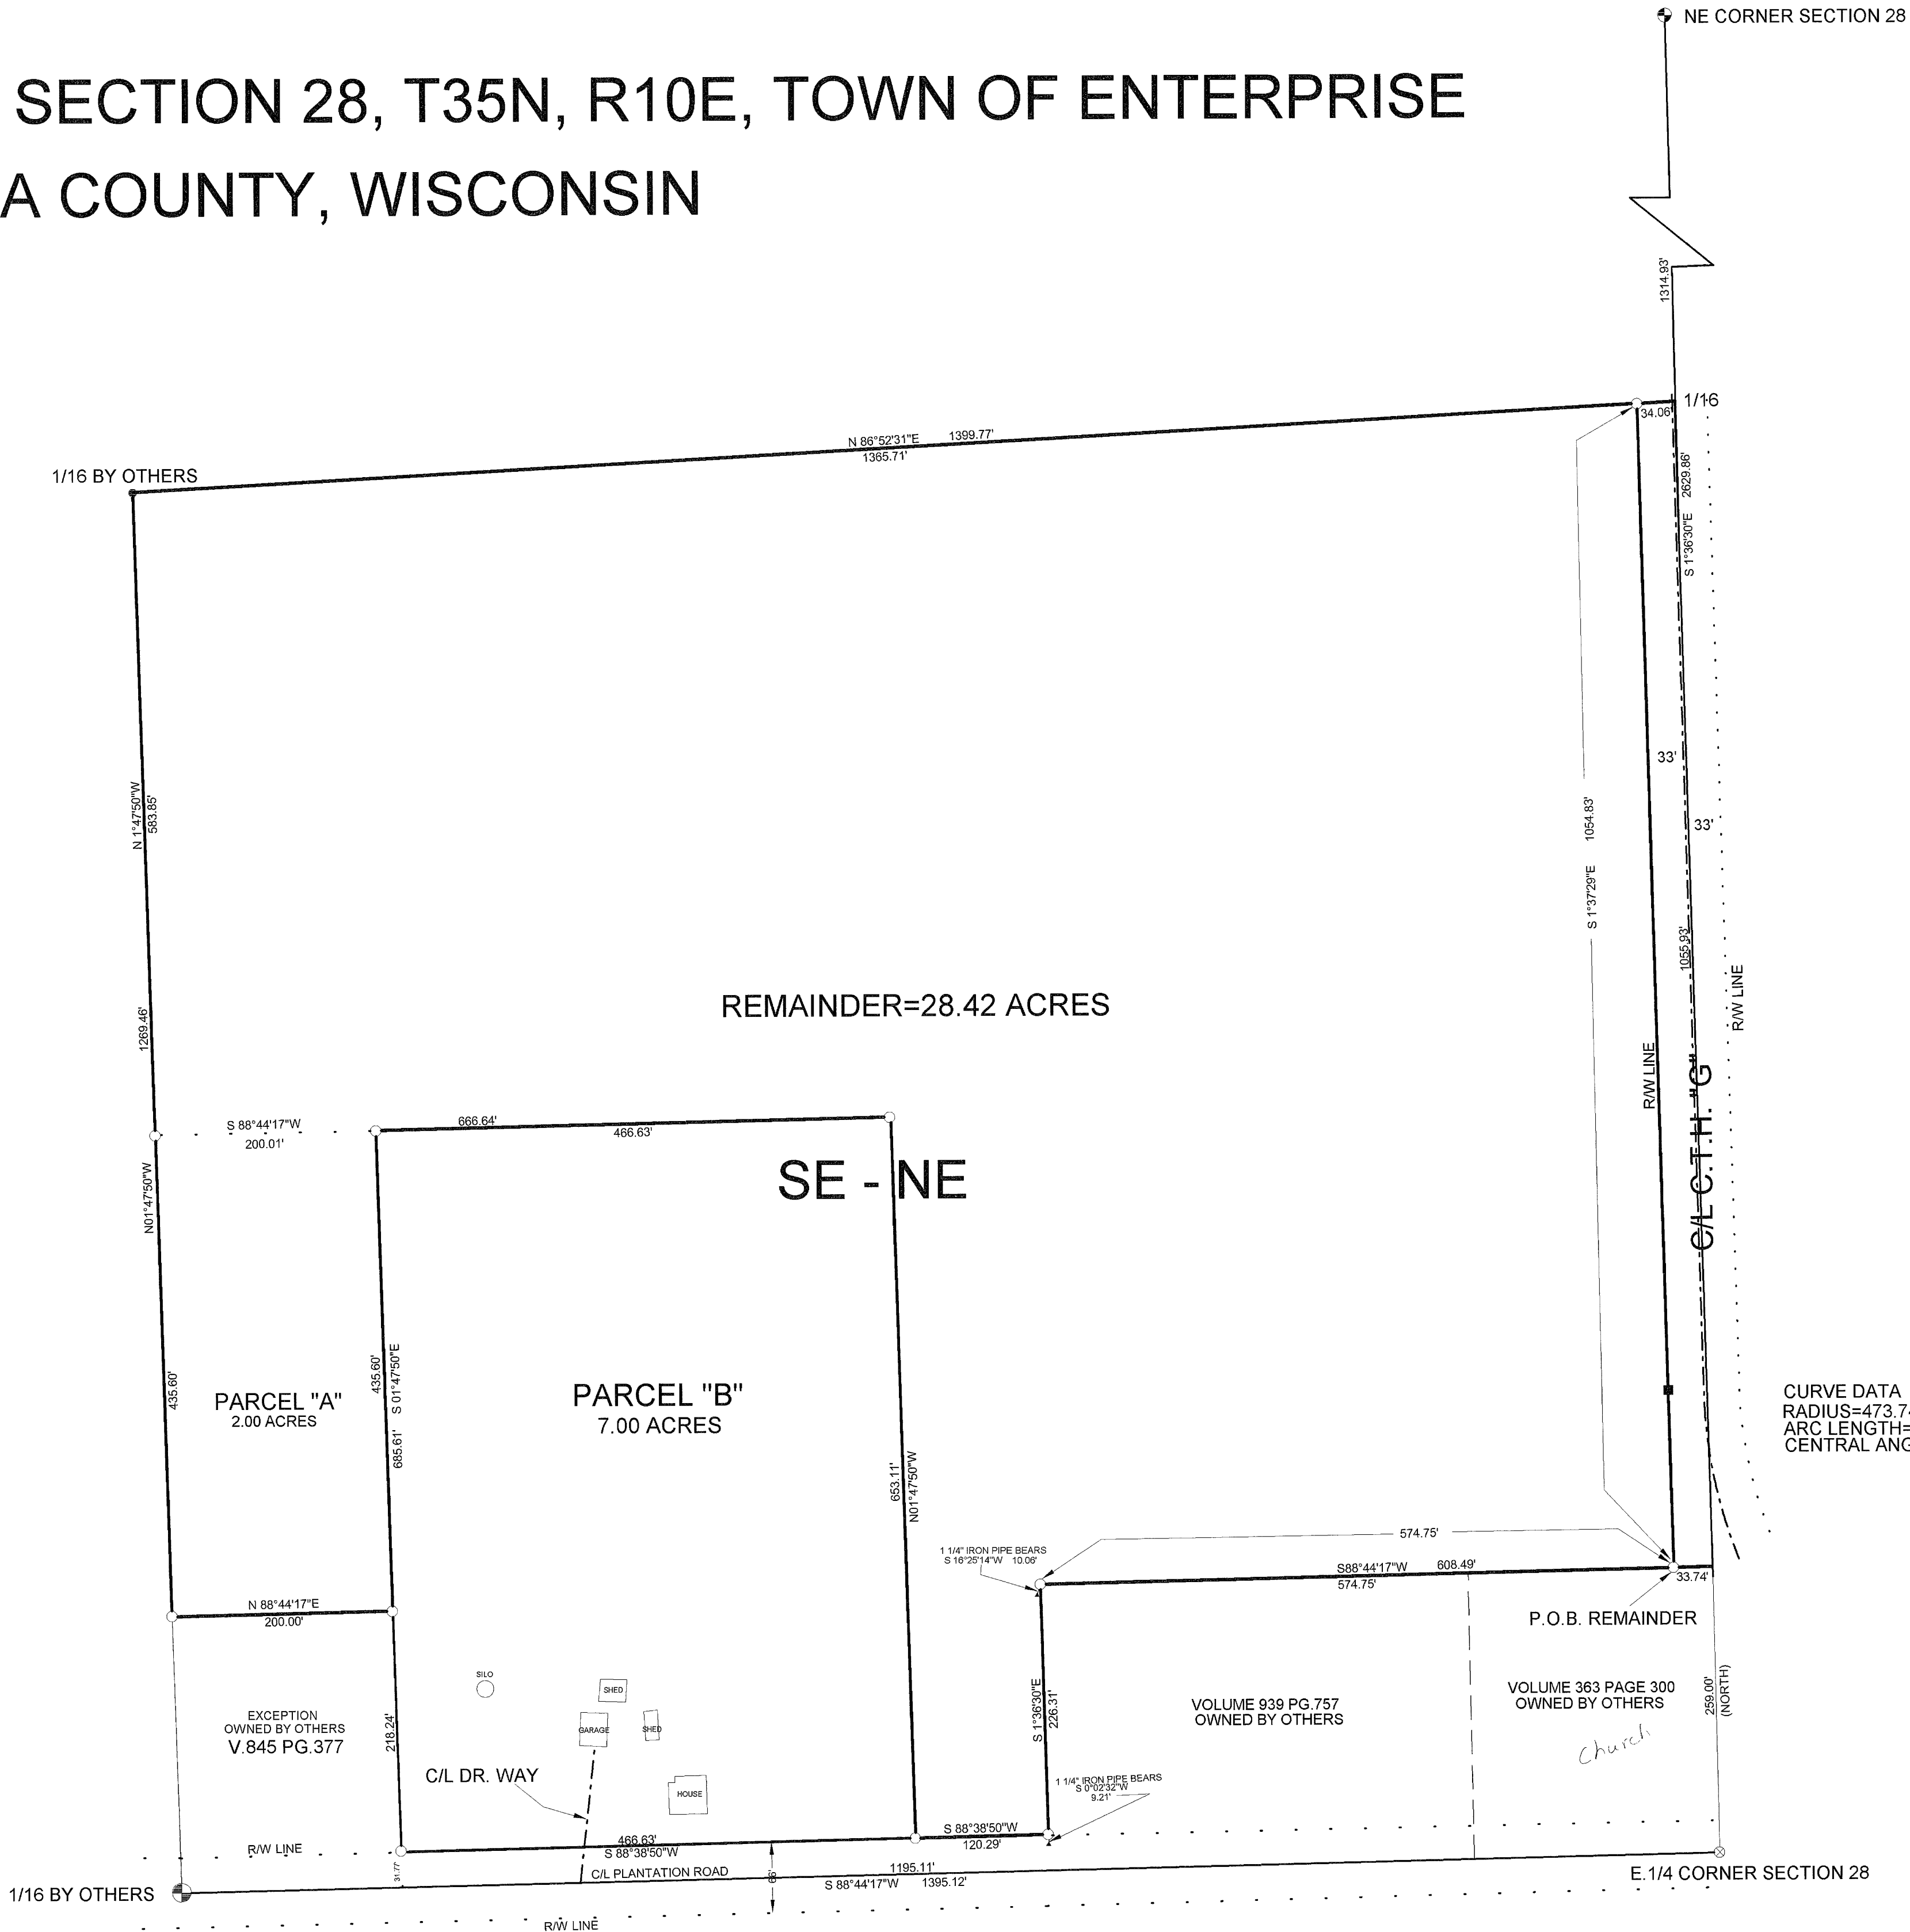 NE CORNER SECTION 28
SECTION 28, T35N, R10E, TOWN OF ENTERPRISE
A COUNTY, WISCONSIN
1314.93'
1/16
34.06'
N 86°52'31"E 1399.77'
1365.71'
1/16 BY OTHERS
S 1°36'30"E 2629.86'
33'
33'
N 1°47'50"W
583.85'
S 1°37'29"E 1054.83'
1055.93'
R/W LINE
R/W LINE
C/L C.T.H. "G"
REMAINDER=28.42 ACRES
1269.46'
S 88°44'17"W
200.01'
666.64'
466.63'
SE - NE
N01°47'50"W
435.60'
PARCEL "A"
2.00 ACRES
435.60'
685.61' S 01°47'50"E
PARCEL "B"
7.00 ACRES
653.11'
N01°47'50"W
CURVE DATA
RADIUS=473.7
ARC LENGTH=
CENTRAL ANG
574.75'
1 1/4" IRON PIPE BEARS
S 16°25'14"W 10.06'
S88°44'17"W 608.49'
574.75'
33.74'
P.O.B. REMAINDER
N 88°44'17"E
200.00'
SILO
SHED
GARAGE
SHED
HOUSE
C/L DR. WAY
EXCEPTION
OWNED BY OTHERS
V.845 PG.377
218.24'
S 1°36'30"E
226.31'
VOLUME 939 PG.757
OWNED BY OTHERS
VOLUME 363 PAGE 300
OWNED BY OTHERS
Church
259.00'
(NORTH)
1 1/4" IRON PIPE BEARS
S 0°02'32"W
9.21'
R/W LINE
466.63'
S 88°38'50"W
S 88°38'50"W
120.29'
31.77'
C/L PLANTATION ROAD
66'
1195.11'
S 88°44'17"W 1395.12'
E.1/4 CORNER SECTION 28
1/16 BY OTHERS
R/W LINE